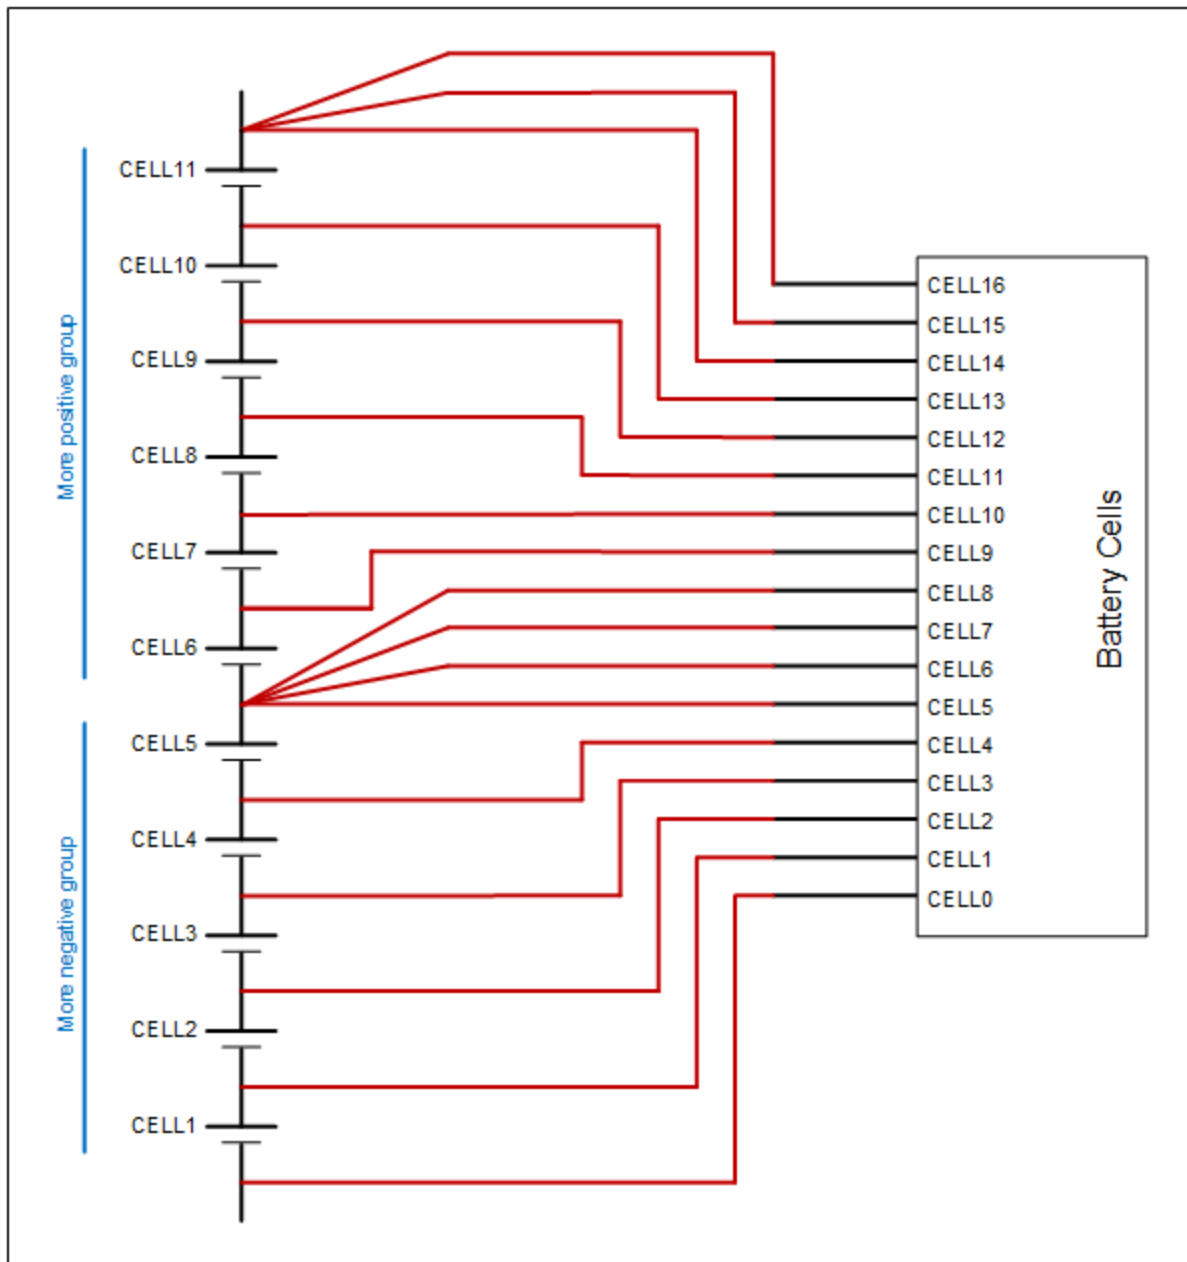 CELL11
CELL10
CELL9
CELL8
CELL7
CELL6
CELL5
CELL4
CELL3
CELL2
CELL1
More positive group
More negative group
CELL16
CELL15
CELL14
CELL13
CELL12
CELL11
CELL10
CELL9
CELL8
CELL7
CELL6
CELL5
CELL4
CELL3
CELL2
CELL1
CELL0
Battery Cells